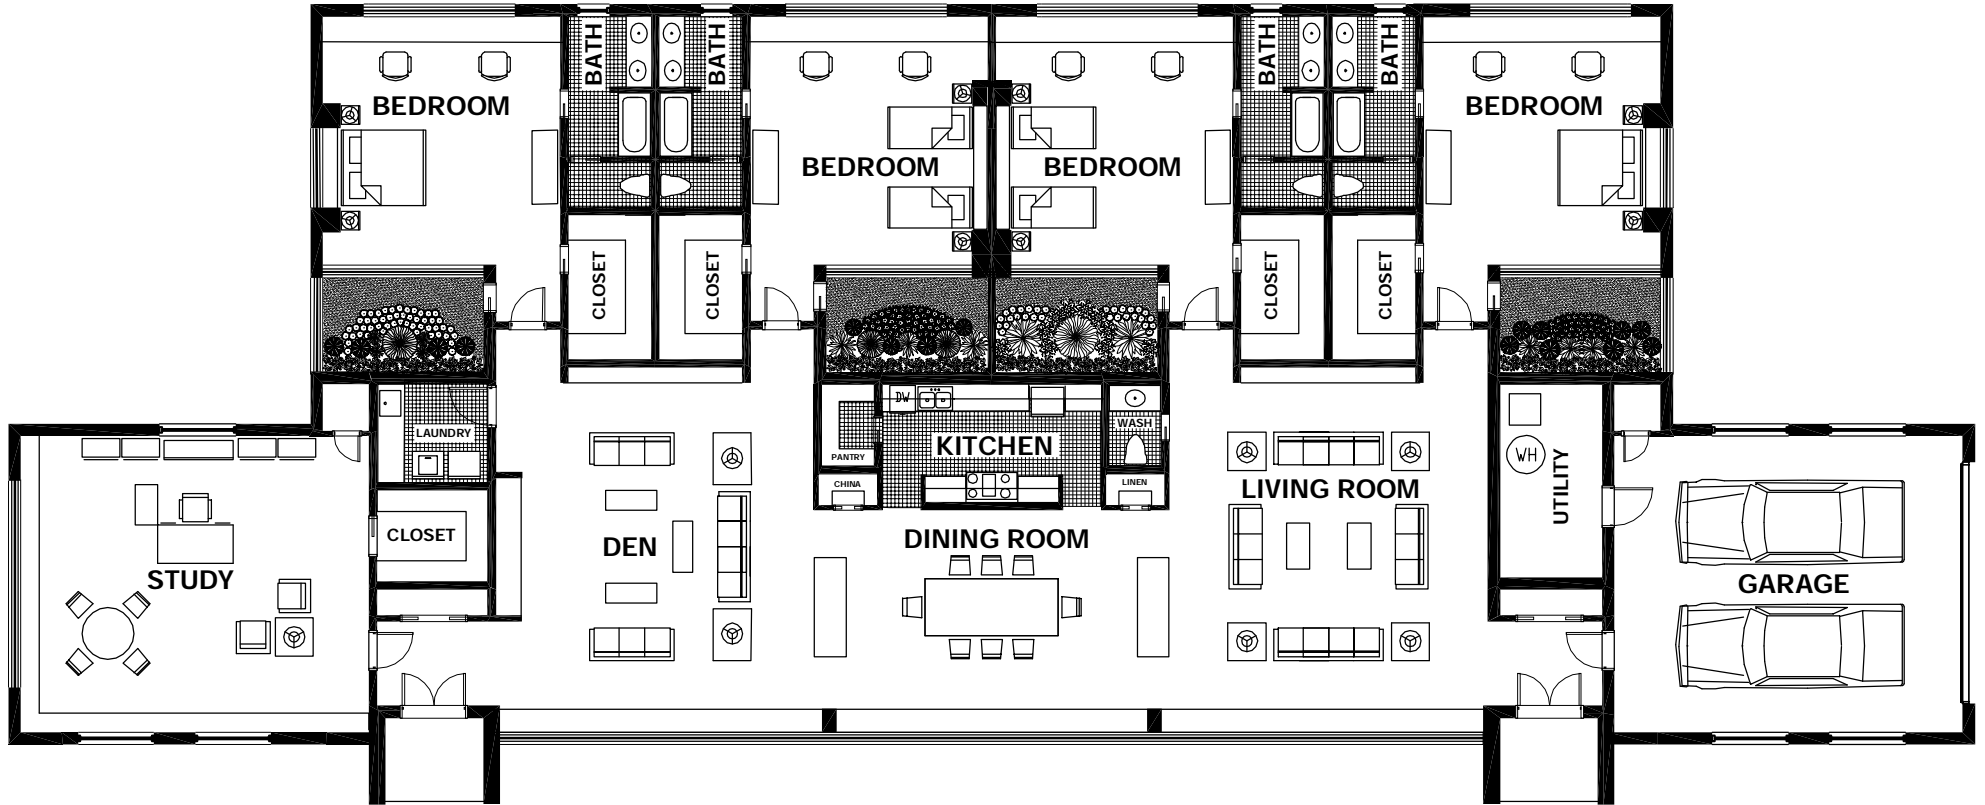 BATH
BATH
BATH
BATH
BEDROOM
BEDROOM
BEDROOM
BEDROOM
CLOSET
CLOSET
CLOSET
CLOSET
DW
LAUNDRY
WASH
KITCHEN
PANTRY
WH
CHINA
LINEN
LIVING ROOM
UTILITY
CLOSET
DEN
DINING ROOM
STUDY
GARAGE